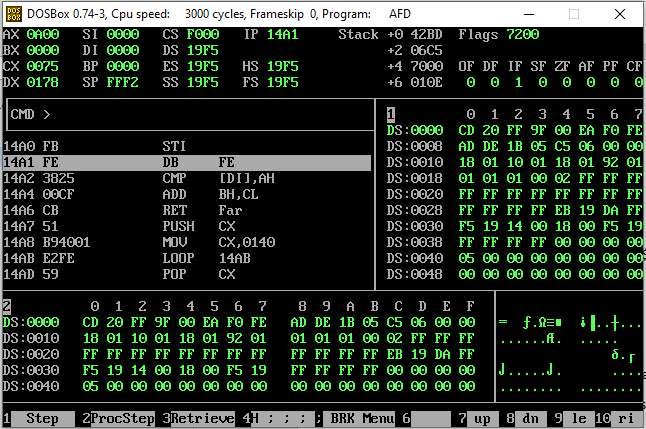 DOSBox 0.74-3, Cpu speed: 3000 cycles, Frameskip 0, Program: AFD
AX 0A00 SI 0000 CS F000 IP 14A1 Stack +0 42BD Flags 7200
BX 0000 DI 0000 DS 19F5 +2 06C5
CX 0075 BP 0000 ES 19F5 HS 19F5 +4 7000 OF DF IF SF ZF AF PF CF
DX 0178 SP FFF2 SS 19F5 FS 19F5 +6 010E 0 0 1 0 0 0 0 0
CMD >
1 0 1 2 3 4 5 6 7
DS:0000 CD 20 FF 9F 00 EA F0 FE
DS:0008 AD DE 1B 05 C5 06 00 00
DS:0010 18 01 10 01 18 01 92 01
DS:0018 01 01 01 00 02 FF FF FF
DS:0020 FF FF FF FF FF FF FF FF
DS:0028 FF FF FF FF EB 19 DA FF
DS:0030 F5 19 14 00 18 00 F5 19
DS:0038 FF FF FF FF 00 00 00 00
DS:0040 05 00 00 00 00 00 00 00
DS:0048 00 00 00 00 00 00 00 00
14A0 FB STI
14A1 FE DB FE
14A2 3825 CMP [DI],AH
14A4 00CF ADD BH,CL
14A6 CB RET Far
14A7 51 PUSH CX
14A8 B94001 MOV CX,0140
14AB E2FE LOOP 14AB
14AD 59 POP CX
2 0 1 2 3 4 5 6 7 8 9 A B C D E F
DS:0000 CD 20 FF 9F 00 EA F0 FE AD DE 1B 05 C5 06 00 00
DS:0010 18 01 10 01 18 01 92 01 01 01 01 00 02 FF FF FF
DS:0020 FF FF FF FF FF FF FF FF FF FF FF FF EB 19 DA FF
DS:0030 F5 19 14 00 18 00 F5 19 FF FF FF FF 00 00 00 00
DS:0040 05 00 00 00 00 00 00 00 00 00 00 00 00 00 00 00
1 Step 2ProcStep 3Retrieve 4H ; ; ; ; BRK Menu 6 7 up 8 dn 9 le 10 ri